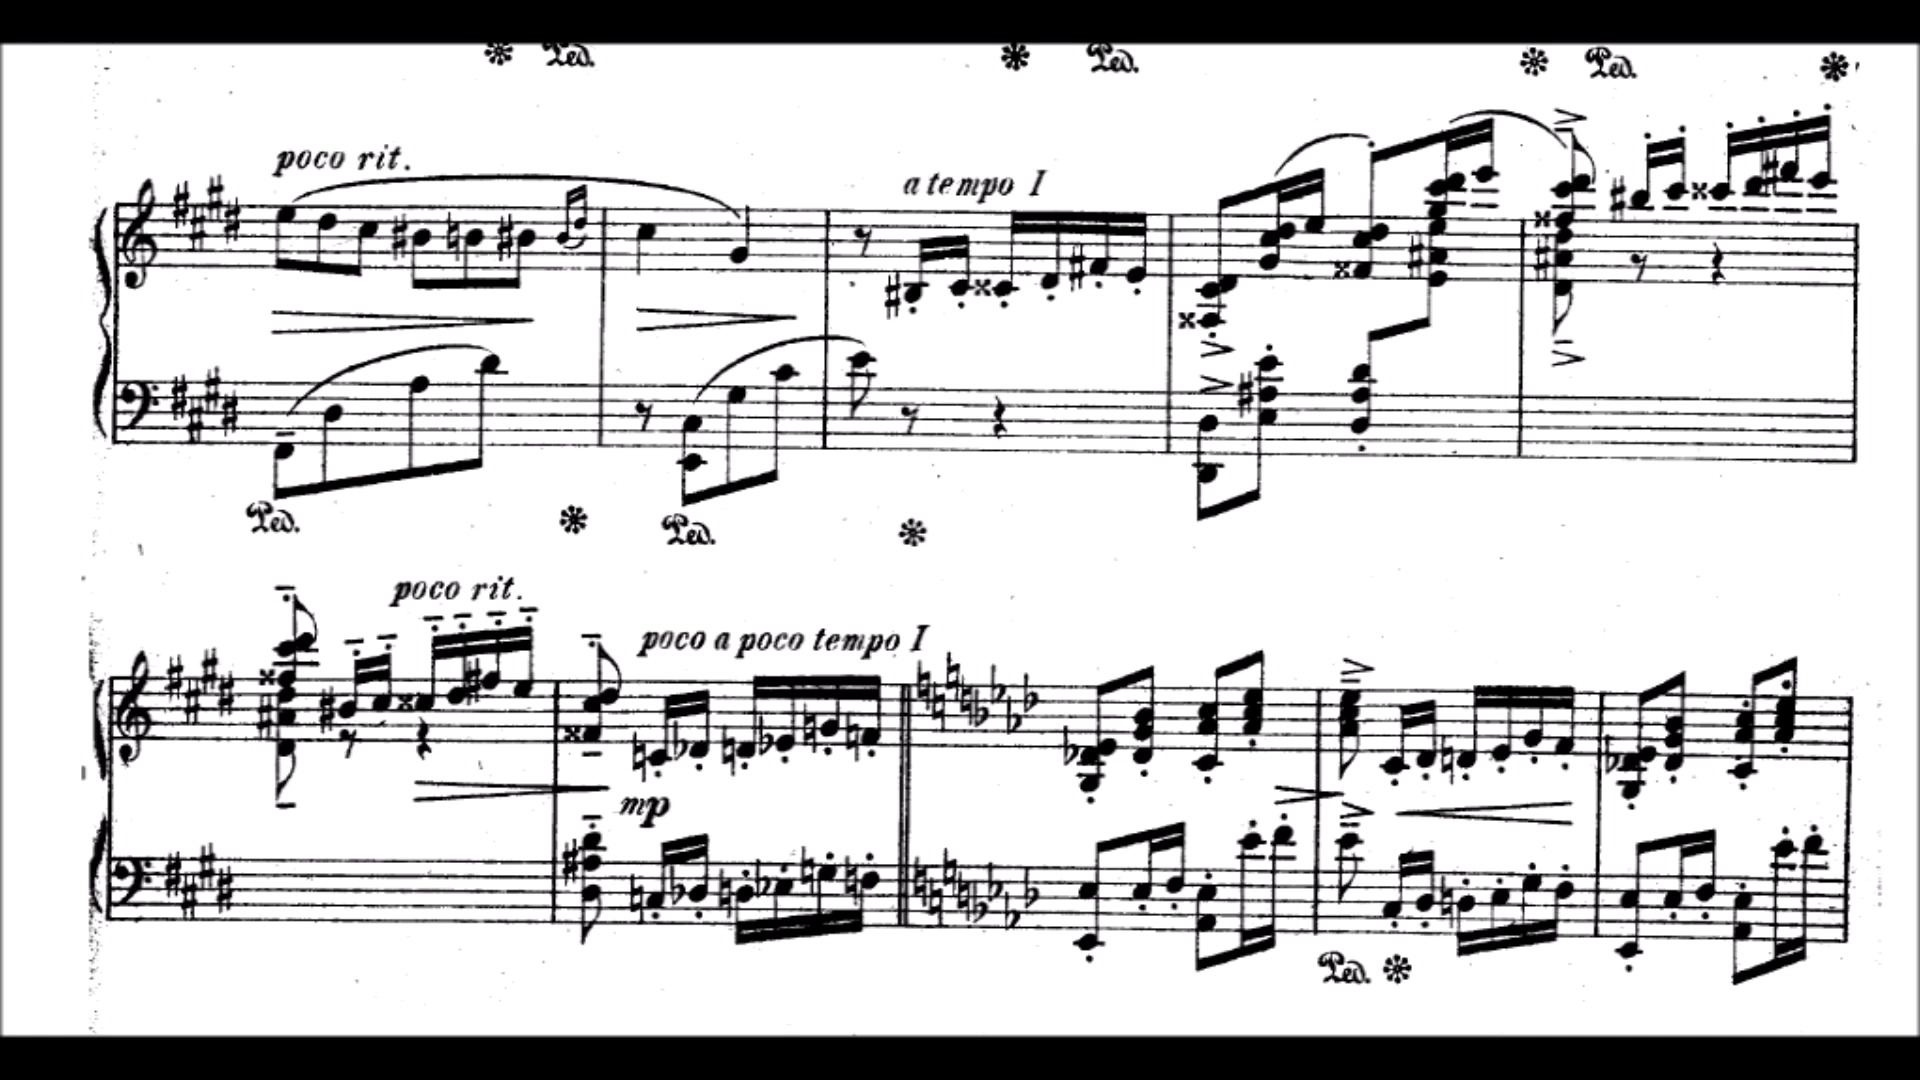 Ped. Ped. Ped.
poco rit.
a tempo I
Ped. Ped.
poco rit.
poco a poco tempo I
mp
Ped.